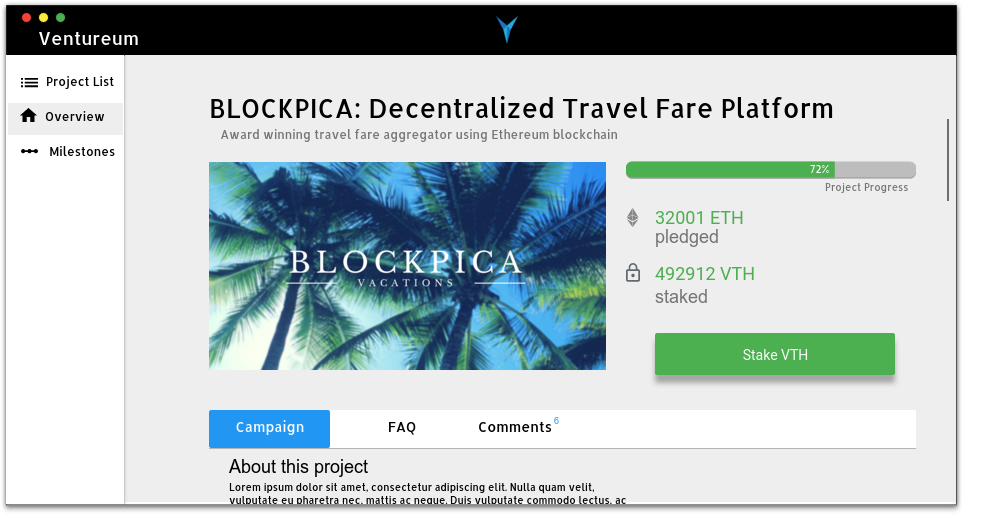 Ventureum
Project List
Overview
Milestones
BLOCKPICA: Decentralized Travel Fare Platform
Award winning travel fare aggregator using Ethereum blockchain
BLOCKPICA
VACATIONS
72%
Project Progress
32001 ETH
pledged
492912 VTH
staked
Stake VTH
Campaign FAQ Comments 6
About this project
Lorem ipsum dolor sit amet, consectetur adipiscing elit. Nulla quam velit,
vulputate eu pharetra nec, mattis ac neque. Duis vulputate commodo lectus, ac